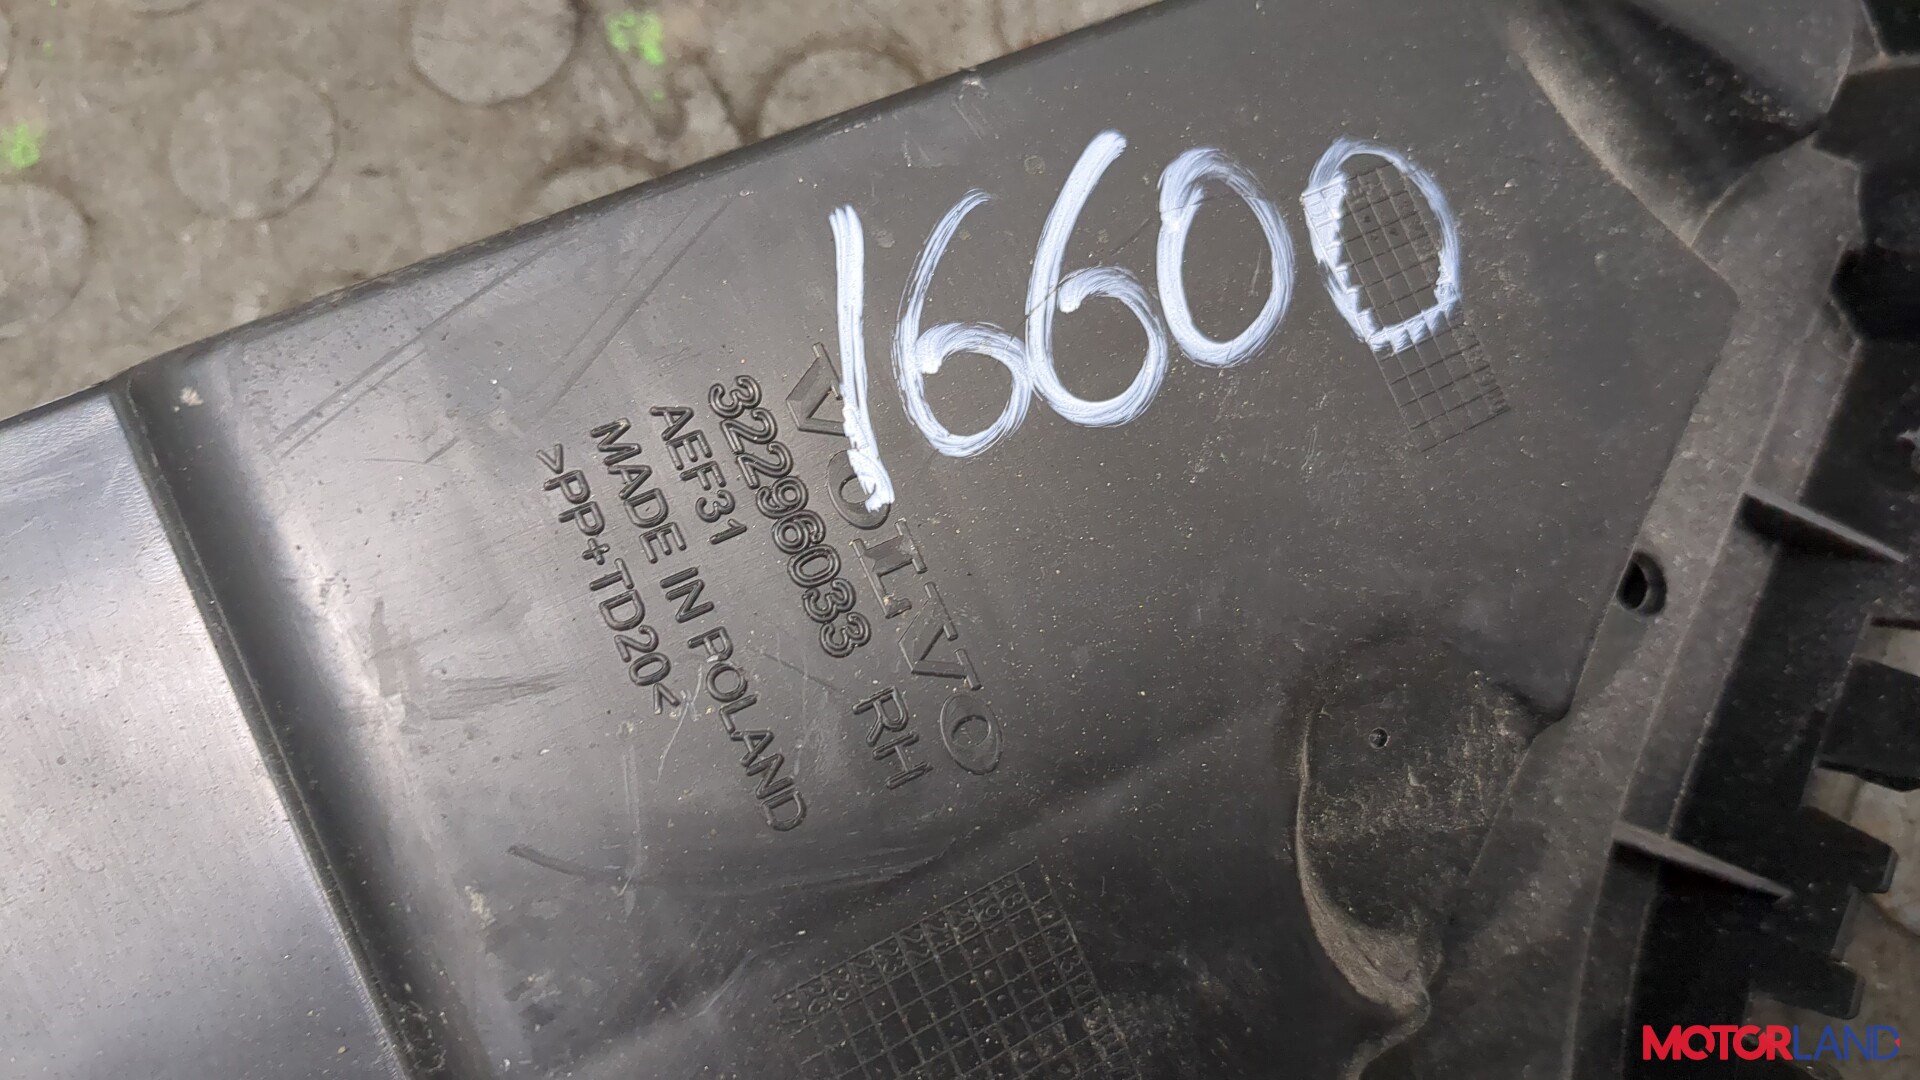 16600
VOLVO
32296033 RH
AEF31
MADE IN POLAND
>PP+TD20<
MOTORLAND